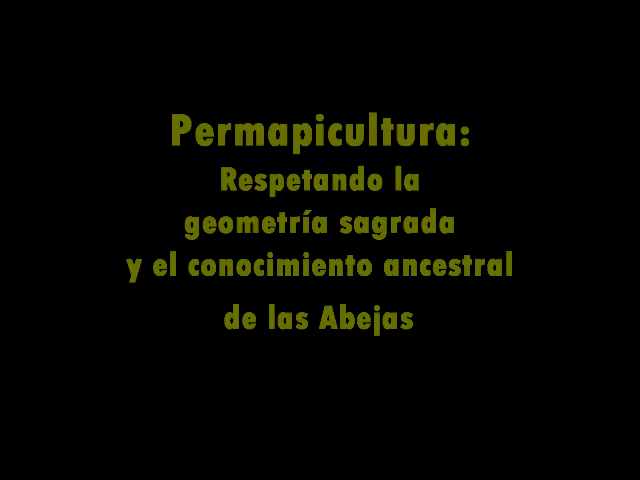 Permapicultura:
Respetando la
geometría sagrada
y el conocimiento ancestral
de las Abejas